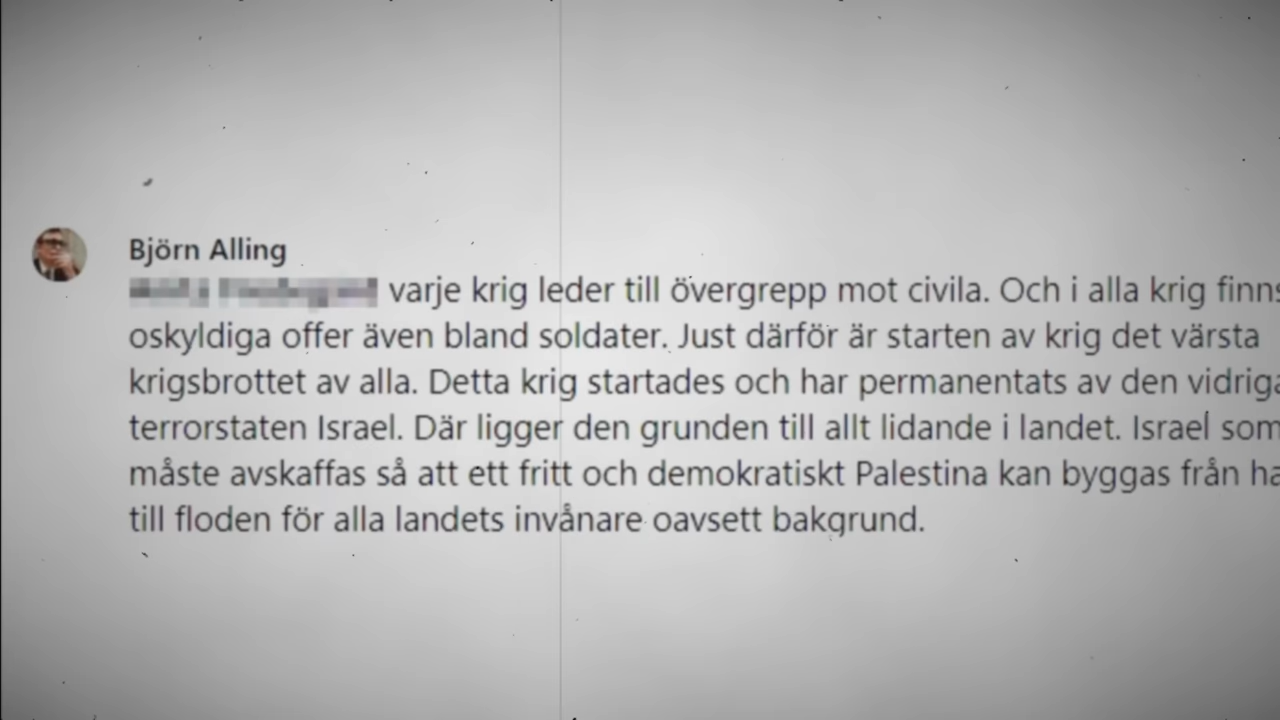 Björn Alling
varje krig leder till övergrepp mot civila. Och i alla krig finns
oskyldiga offer även bland soldater. Just därför är starten av krig det värsta
krigsbrottet av alla. Detta krig startades och har permanentats av den vidriga
terrorstaten Israel. Där ligger den grunden till allt lidande i landet. Israel som
måste avskaffas så att ett fritt och demokratiskt Palestina kan byggas från
till floden för alla landets invånare oavsett bakgrund.